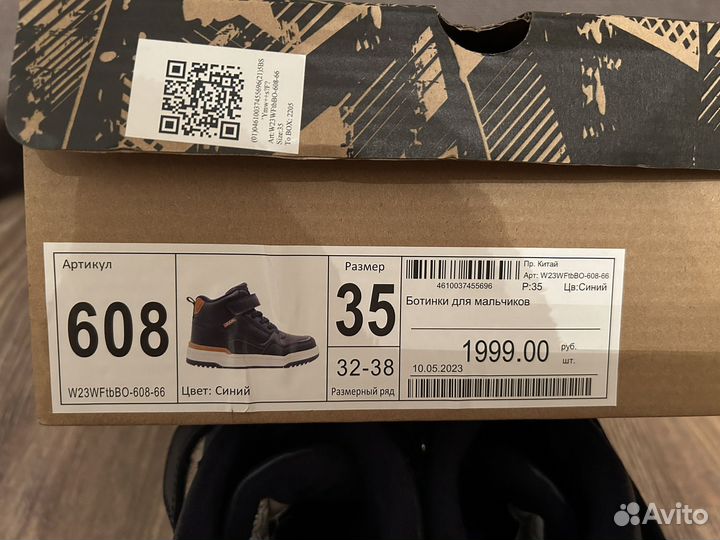 (01)04610037455696(21)5BS
Art:W23WFtbBO-608-66
Size:35
To BOX: 2205
Артикул
608
W23WFtbBO-608-66
Цвет: Синий
Размер
35
32-38
Размерный ряд
4610037455696
Пр. Китай
Арт: W23WFtbBO-608-66
Р:35 Цв:Синий
Ботинки для мальчиков
1999.00 руб.
шт.
10.05.2023
Avito